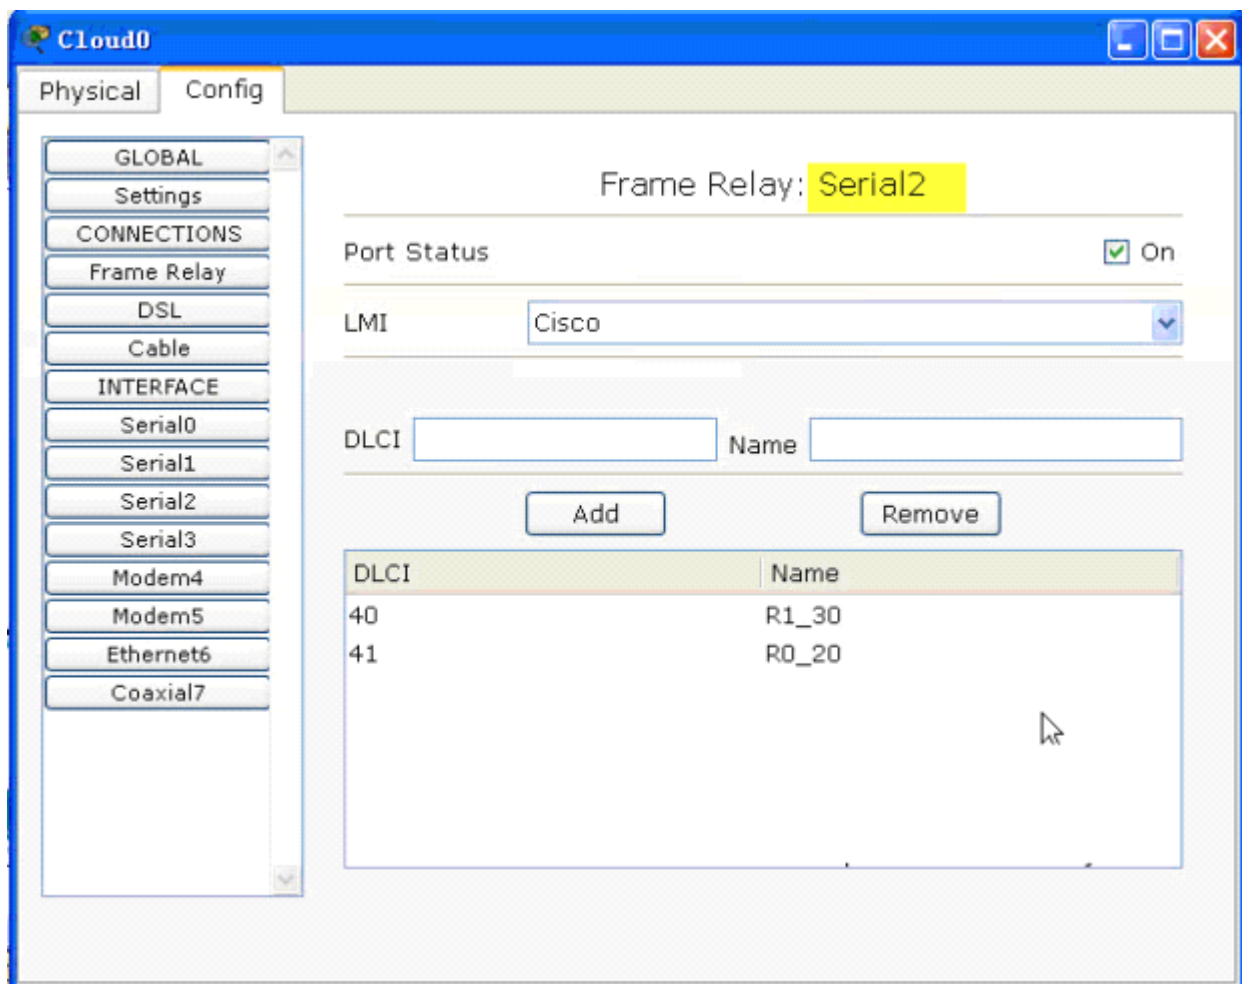 Cloud0
Physical Config
GLOBAL
Settings
CONNECTIONS
Frame Relay
DSL
Cable
INTERFACE
Serial0
Serial1
Serial2
Serial3
Modem4
Modem5
Ethernet6
Coaxial7
Frame Relay: Serial2
Port Status On
LMI Cisco
DLCI Name
Add Remove
DLCI Name
40 R1_30
41 R0_20